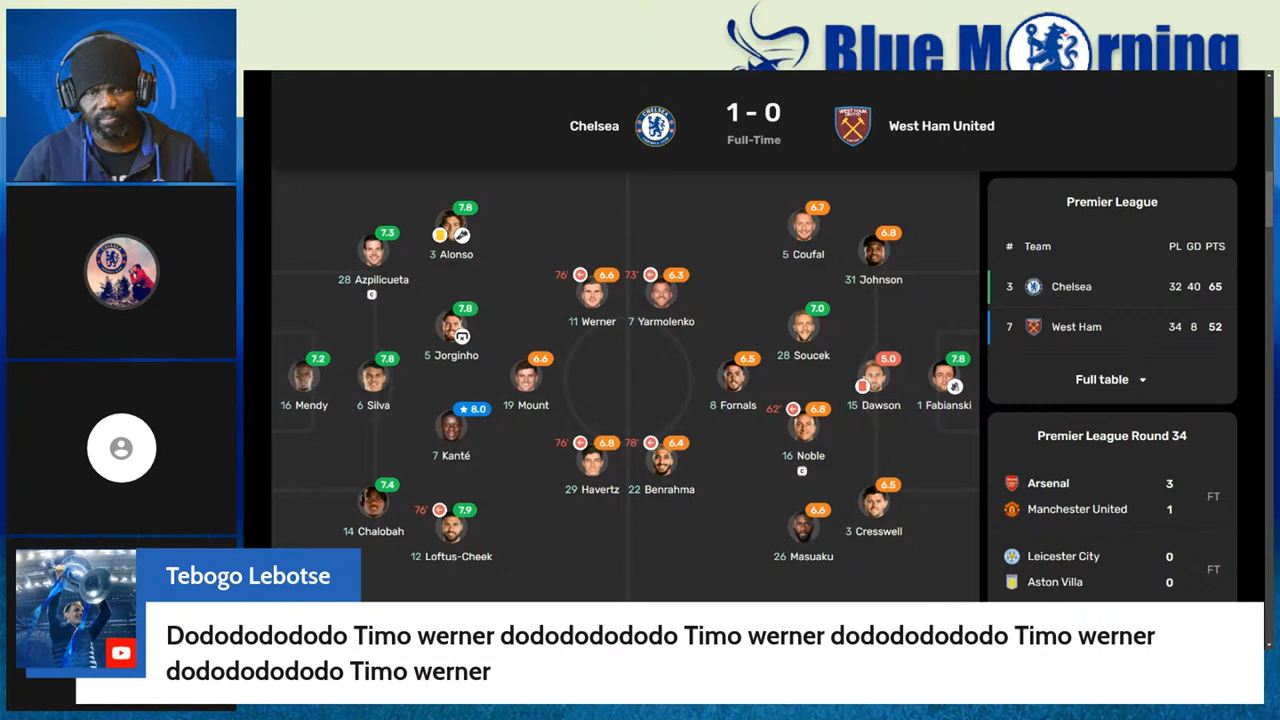 Blue M rning
Chelsea
1 - 0
West Ham United
Full-Time
Premier League
# Team PL GD PTS
3 Chelsea 32 40 65
7 West Ham 34 8 52
Full table
Premier League Round 34
Arsenal 3
FT
Manchester United 1
Leicester City 0
FT
Aston Villa 0
7.8
3 Alonso
7.3
28 Azpilicueta
C
7.8
5 Jorginho
7.2
16 Mendy
7.8
6 Silva
8.0
7 Kanté
7.4
14 Chalobah
76' 7.9
12 Loftus-Cheek
6.6
19 Mount
76' 6.6
11 Werner
76' 6.8
29 Havertz
73' 6.3
7 Yarmolenko
78' 6.4
22 Benrahma
6.7
5 Coufal
6.8
31 Johnson
7.0
28 Soucek
6.5
8 Fornals
5.0
15 Dawson
7.8
1 Fabianski
62' 6.8
16 Noble
C
6.5
3 Cresswell
6.6
26 Masuaku
Tebogo Lebotse
Dodododododo Timo werner dodododododo Timo werner dodododododo Timo werner
dodododododo Timo werner